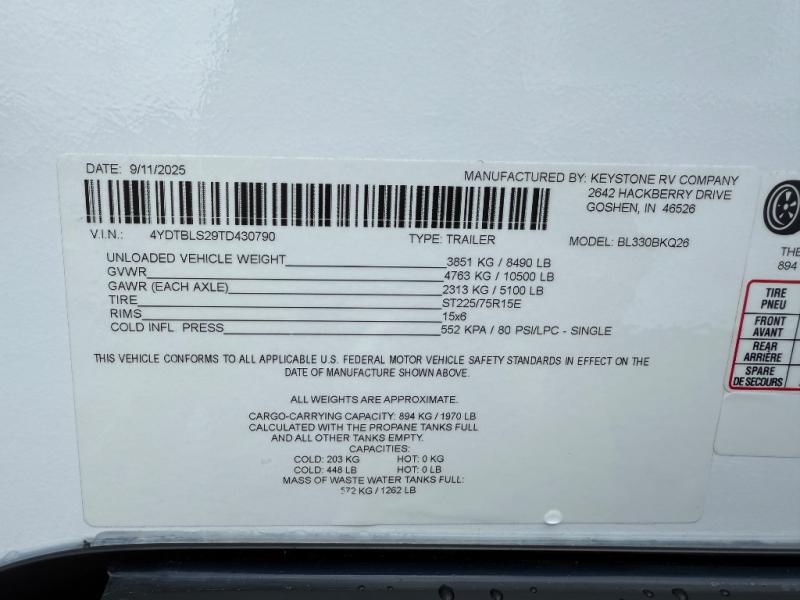 DATE: 9/11/2025
MANUFACTURED BY: KEYSTONE RV COMPANY
2642 HACKBERRY DRIVE
GOSHEN, IN 46526
V.I.N.: 4YDTBLS29TD430790 TYPE: TRAILER MODEL: BL330BKQ26
UNLOADED VEHICLE WEIGHT 3851 KG / 8490 LB
GVWR 4763 KG / 10500 LB
GAWR (EACH AXLE) 2313 KG / 5100 LB
TIRE ST225/75R15E
RIMS 15x6
COLD INFL. PRESS 552 KPA / 80 PSI/LPC - SINGLE
THIS VEHICLE CONFORMS TO ALL APPLICABLE U.S. FEDERAL MOTOR VEHICLE SAFETY STANDARDS IN EFFECT ON THE
DATE OF MANUFACTURE SHOWN ABOVE.
ALL WEIGHTS ARE APPROXIMATE.
CARGO-CARRYING CAPACITY: 894 KG / 1970 LB
CALCULATED WITH THE PROPANE TANKS FULL
AND ALL OTHER TANKS EMPTY.
CAPACITIES:
COLD: 203 KG HOT: 0 KG
COLD: 448 LB HOT: 0 LB
MASS OF WASTE WATER TANKS FULL:
572 KG / 1262 LB
THE
894
TIRE
PNEU
FRONT
AVANT
REAR
ARRIÈRE
SPARE
DE SECOURS